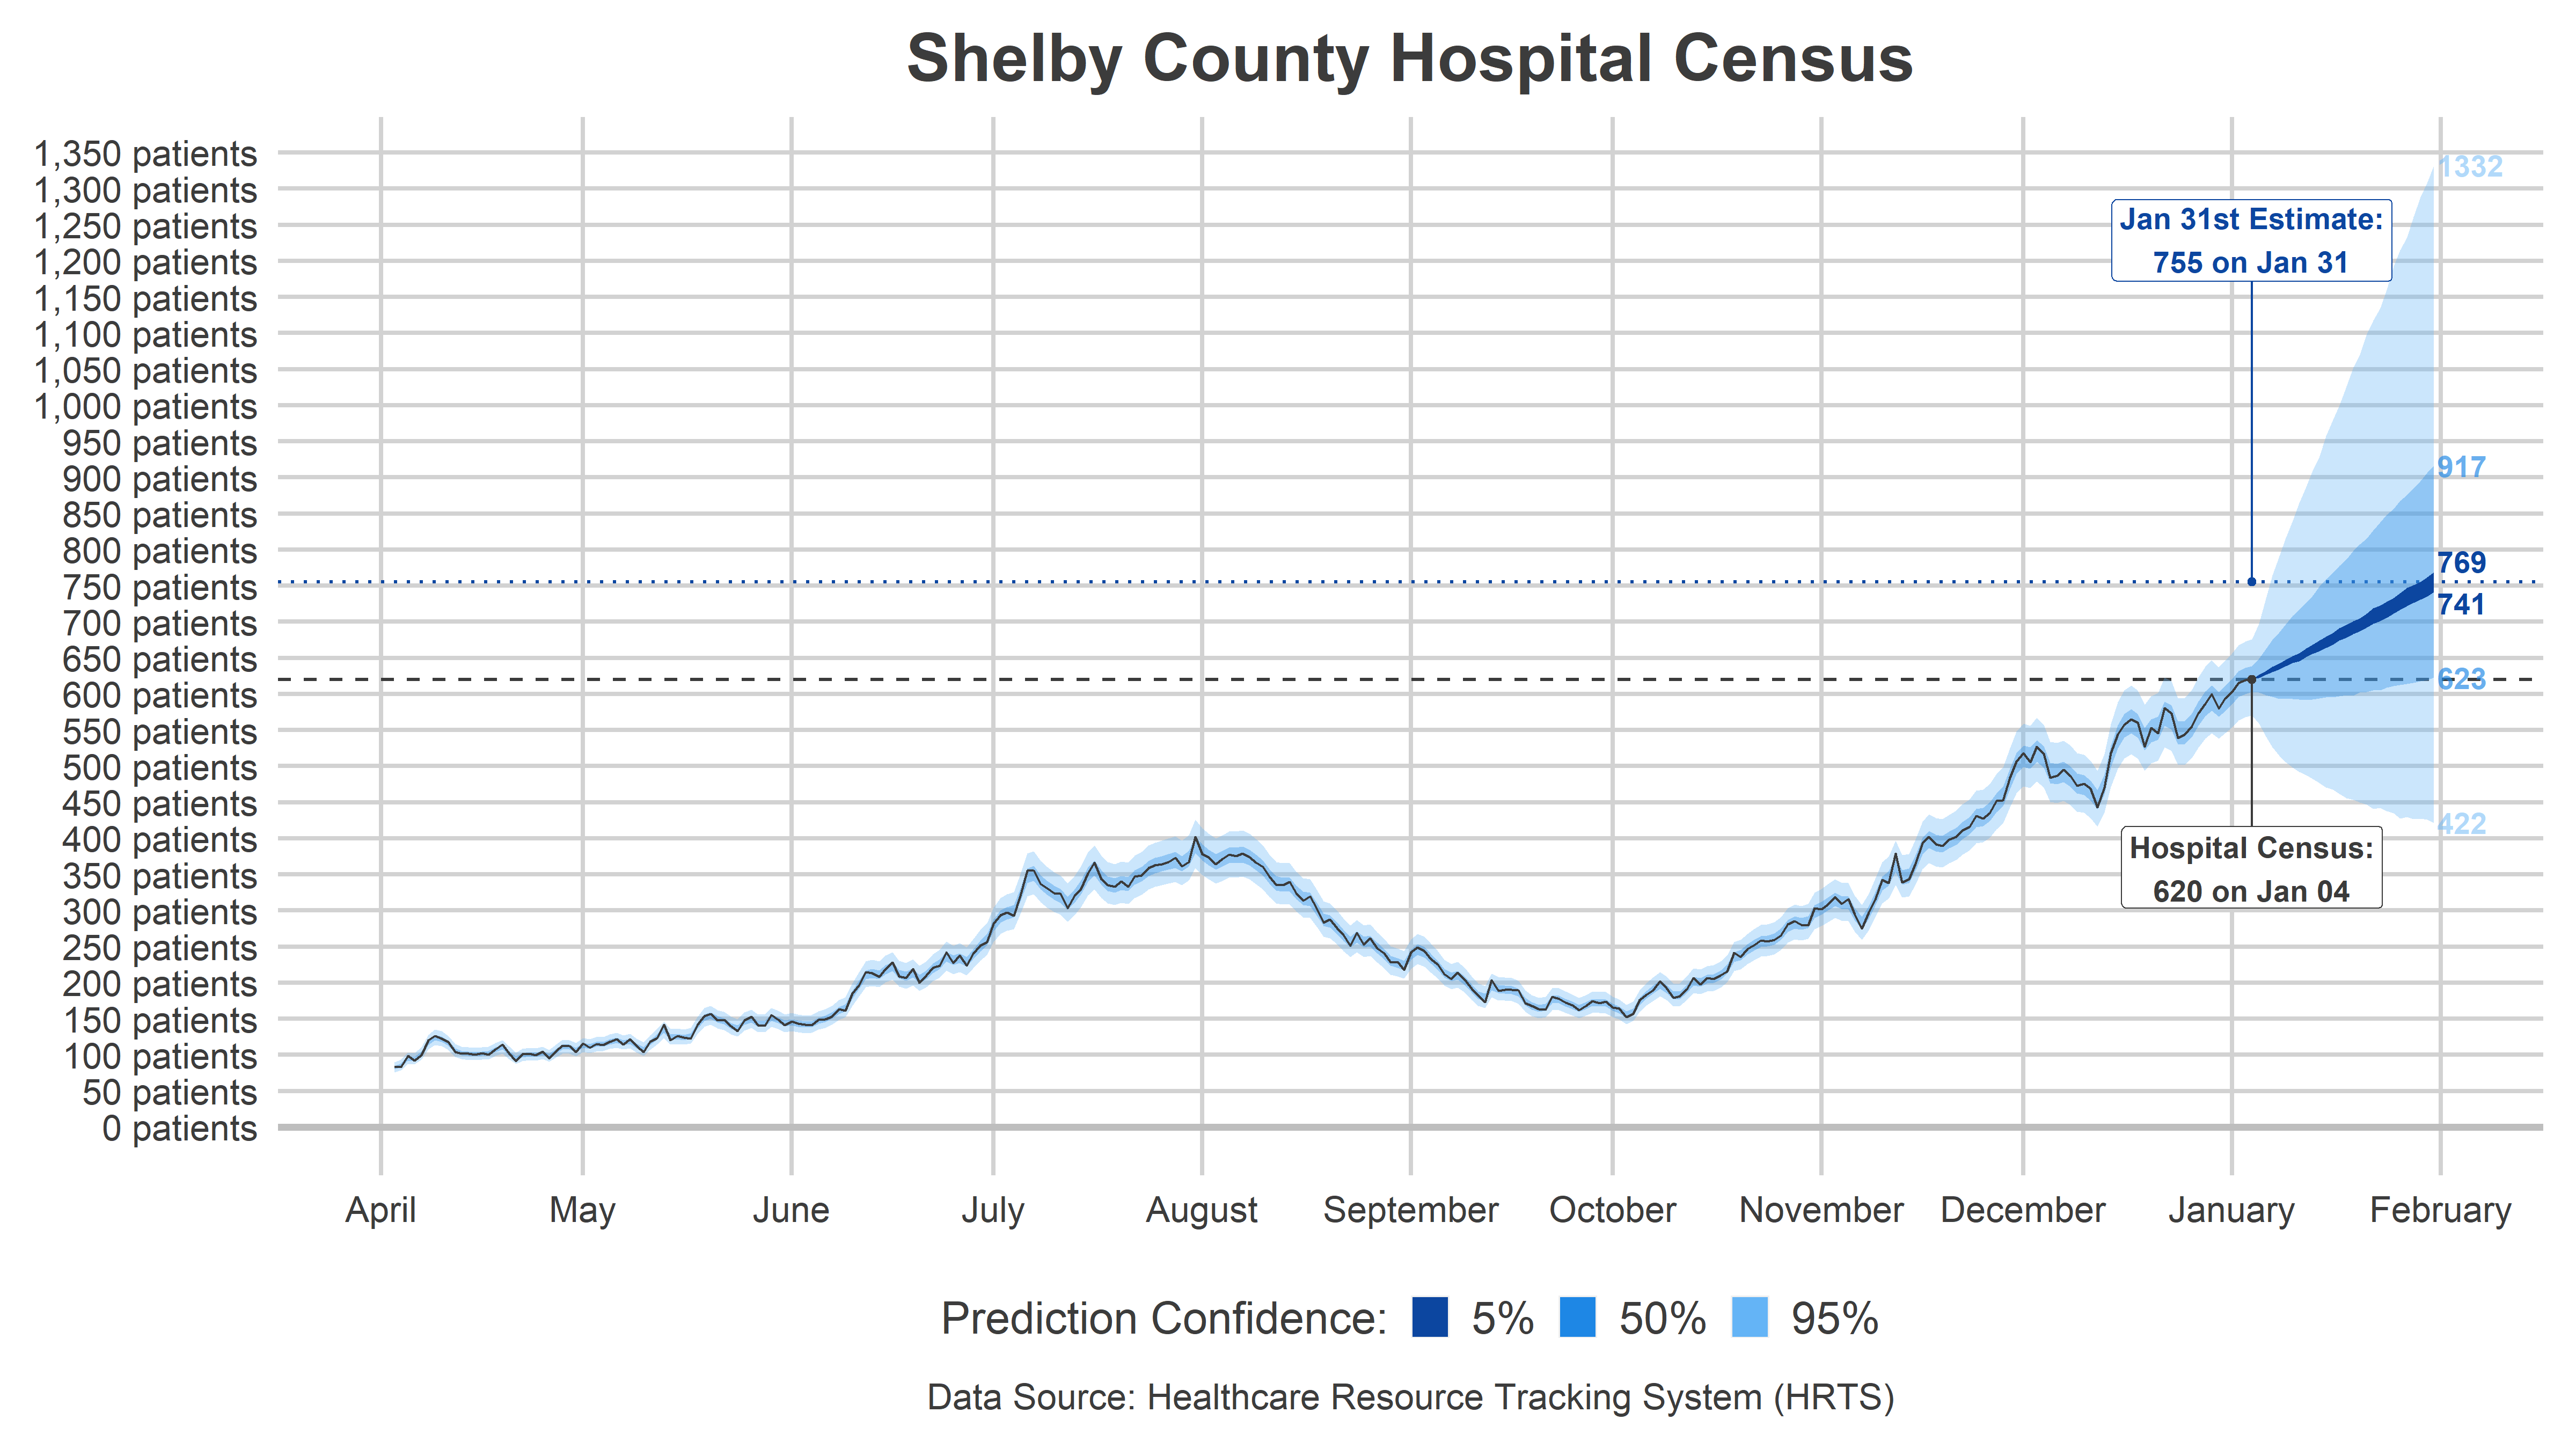 Shelby County Hospital Census
1,350 patients
1,300 patients
1,250 patients
1,200 patients
1,150 patients
1,100 patients
1,050 patients
1,000 patients
950 patients
900 patients
850 patients
800 patients
750 patients
700 patients
650 patients
600 patients
550 patients
500 patients
450 patients
400 patients
350 patients
300 patients
250 patients
200 patients
150 patients
100 patients
50 patients
0 patients
1332
Jan 31st Estimate:
755 on Jan 31
917
769
741
623
422
Hospital Census:
620 on Jan 04
April May June July August September October November December January February
Prediction Confidence: 5% 50% 95%
Data Source: Healthcare Resource Tracking System (HRTS)